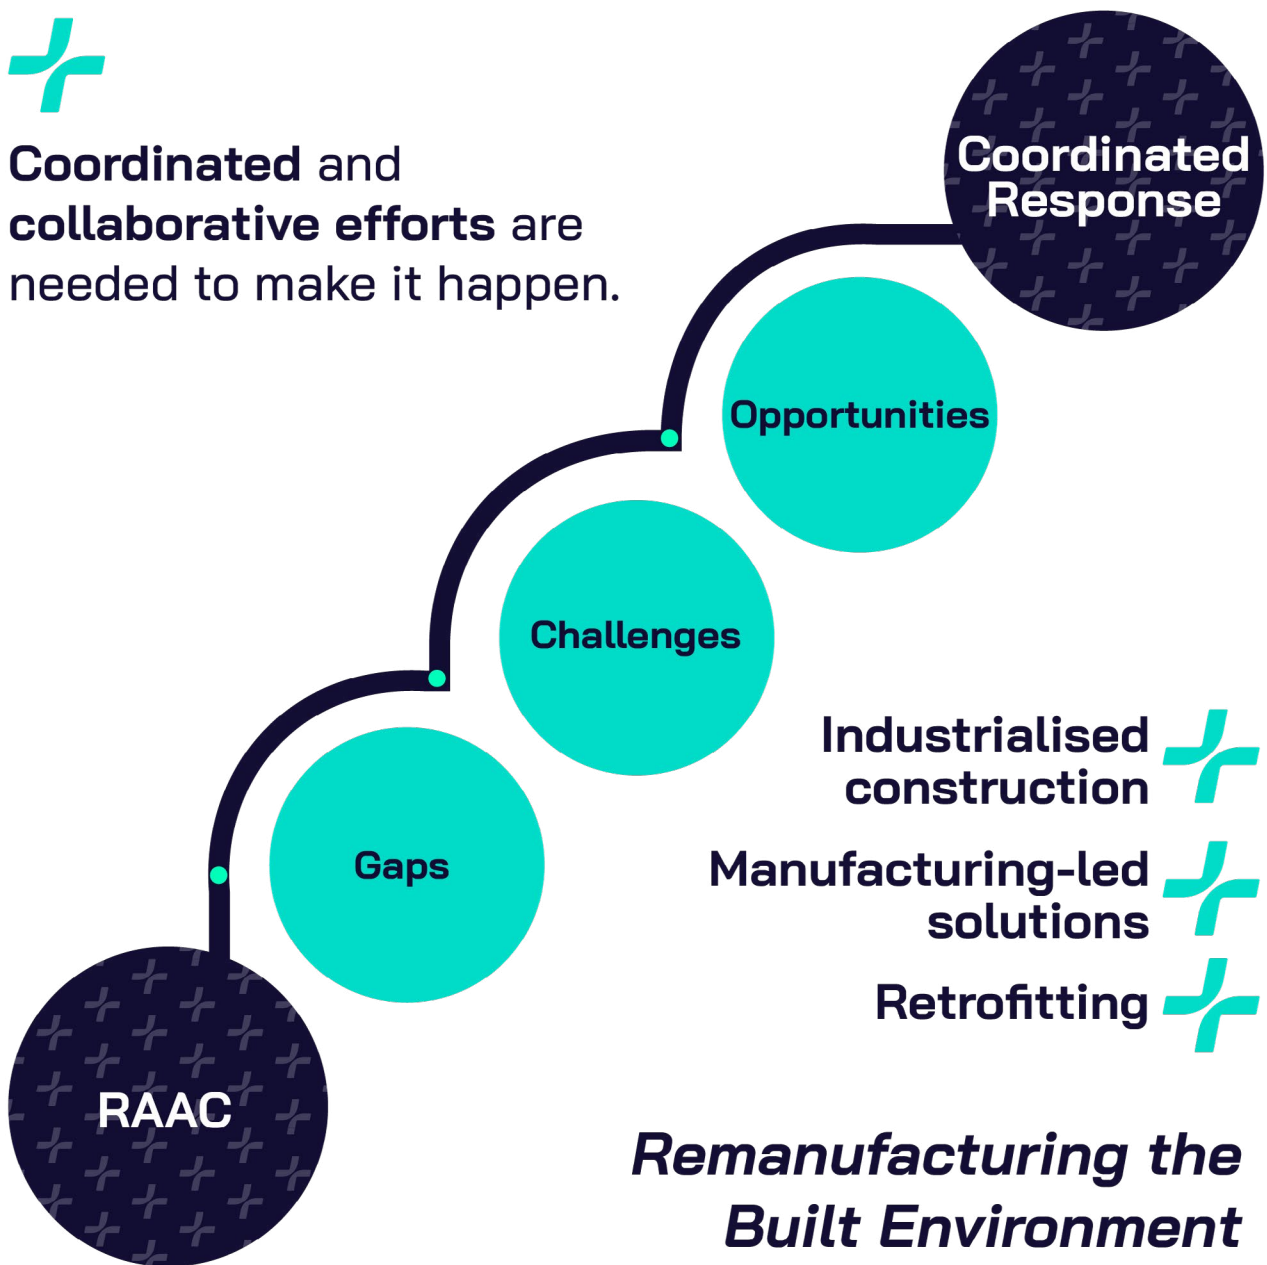 Coordinated and
collaborative efforts are
needed to make it happen.
Coordinated
Response
Opportunities
Challenges
Gaps
RAAC
Industrialised
construction
Manufacturing-led
solutions
Retrofitting
Remanufacturing the
Built Environment